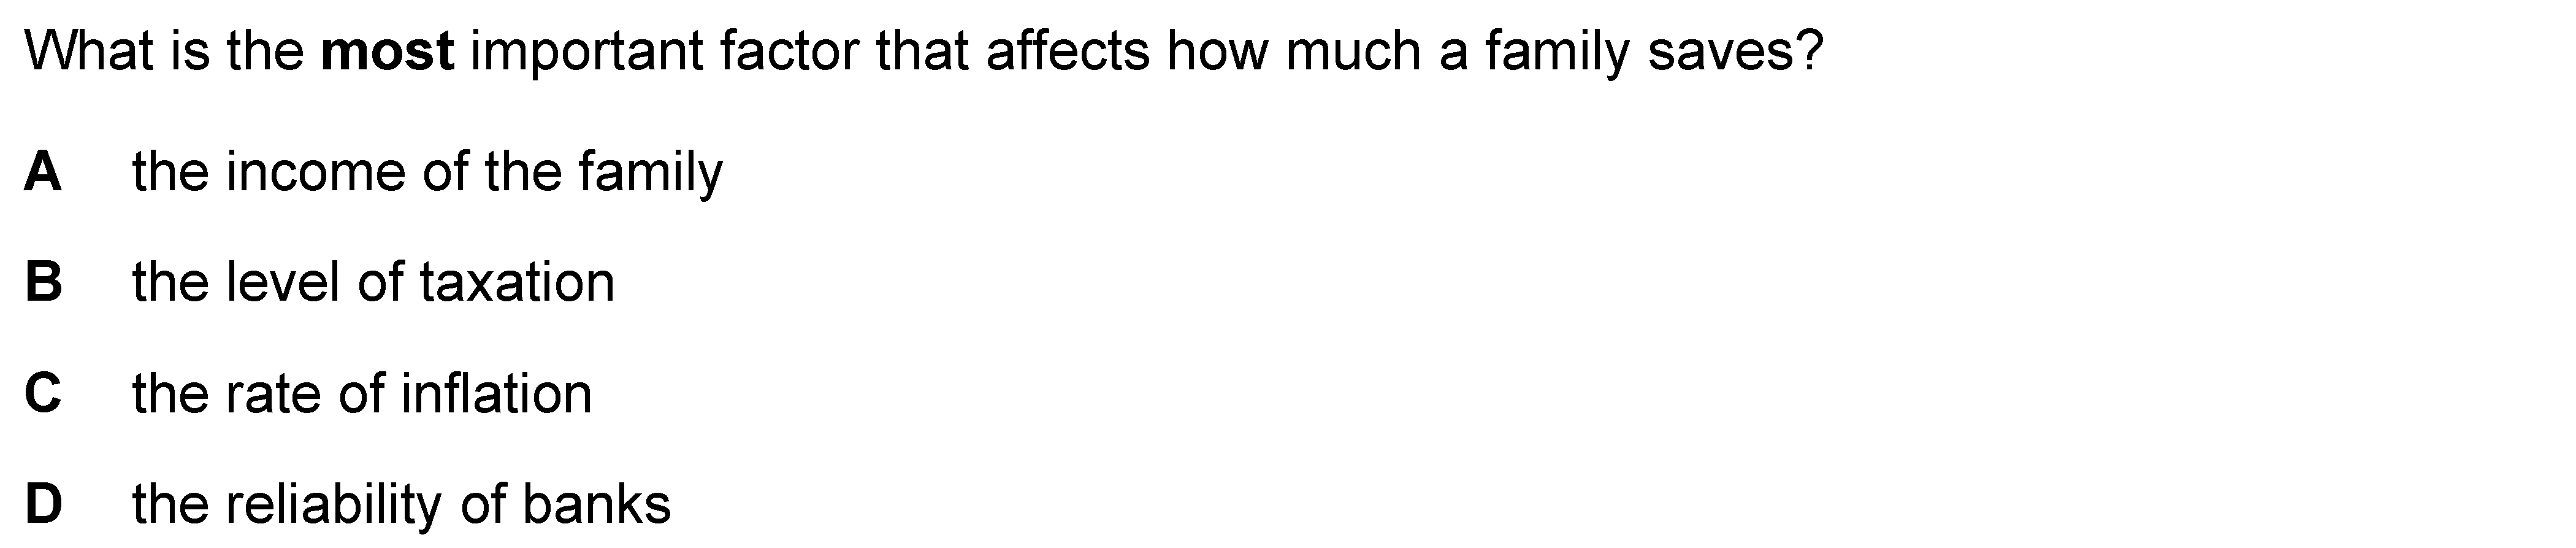 What is the most important factor that affects how much a family saves?
A the income of the family
B the level of taxation
C the rate of inflation
D the reliability of banks